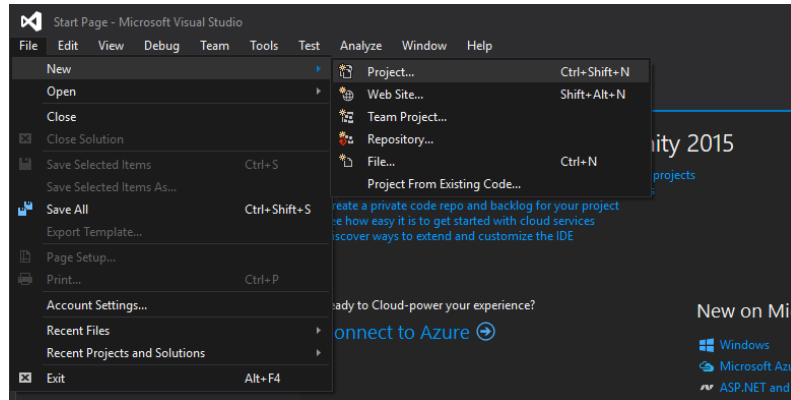 Start Page - Microsoft Visual Studio
File Edit View Debug Team Tools Test Analyze Window Help
New
Open
Close
Close Solution
Save Selected Items Ctrl+S
Save Selected Items As...
Save All Ctrl+Shift+S
Export Template...
Page Setup...
Print... Ctrl+P
Account Settings...
Recent Files
Recent Projects and Solutions
Exit Alt+F4
Project... Ctrl+Shift+N
Web Site... Shift+Alt+N
Team Project...
Repository...
File... Ctrl+N
Project From Existing Code...
ity 2015
projects
reate a private code repo and backlog for your project
ee how easy it is to get started with cloud services
iscover ways to extend and customize the IDE
eady to Cloud-power your experience?
onnect to Azure
New on Mi
Windows
Microsoft Azu
ASP.NET and